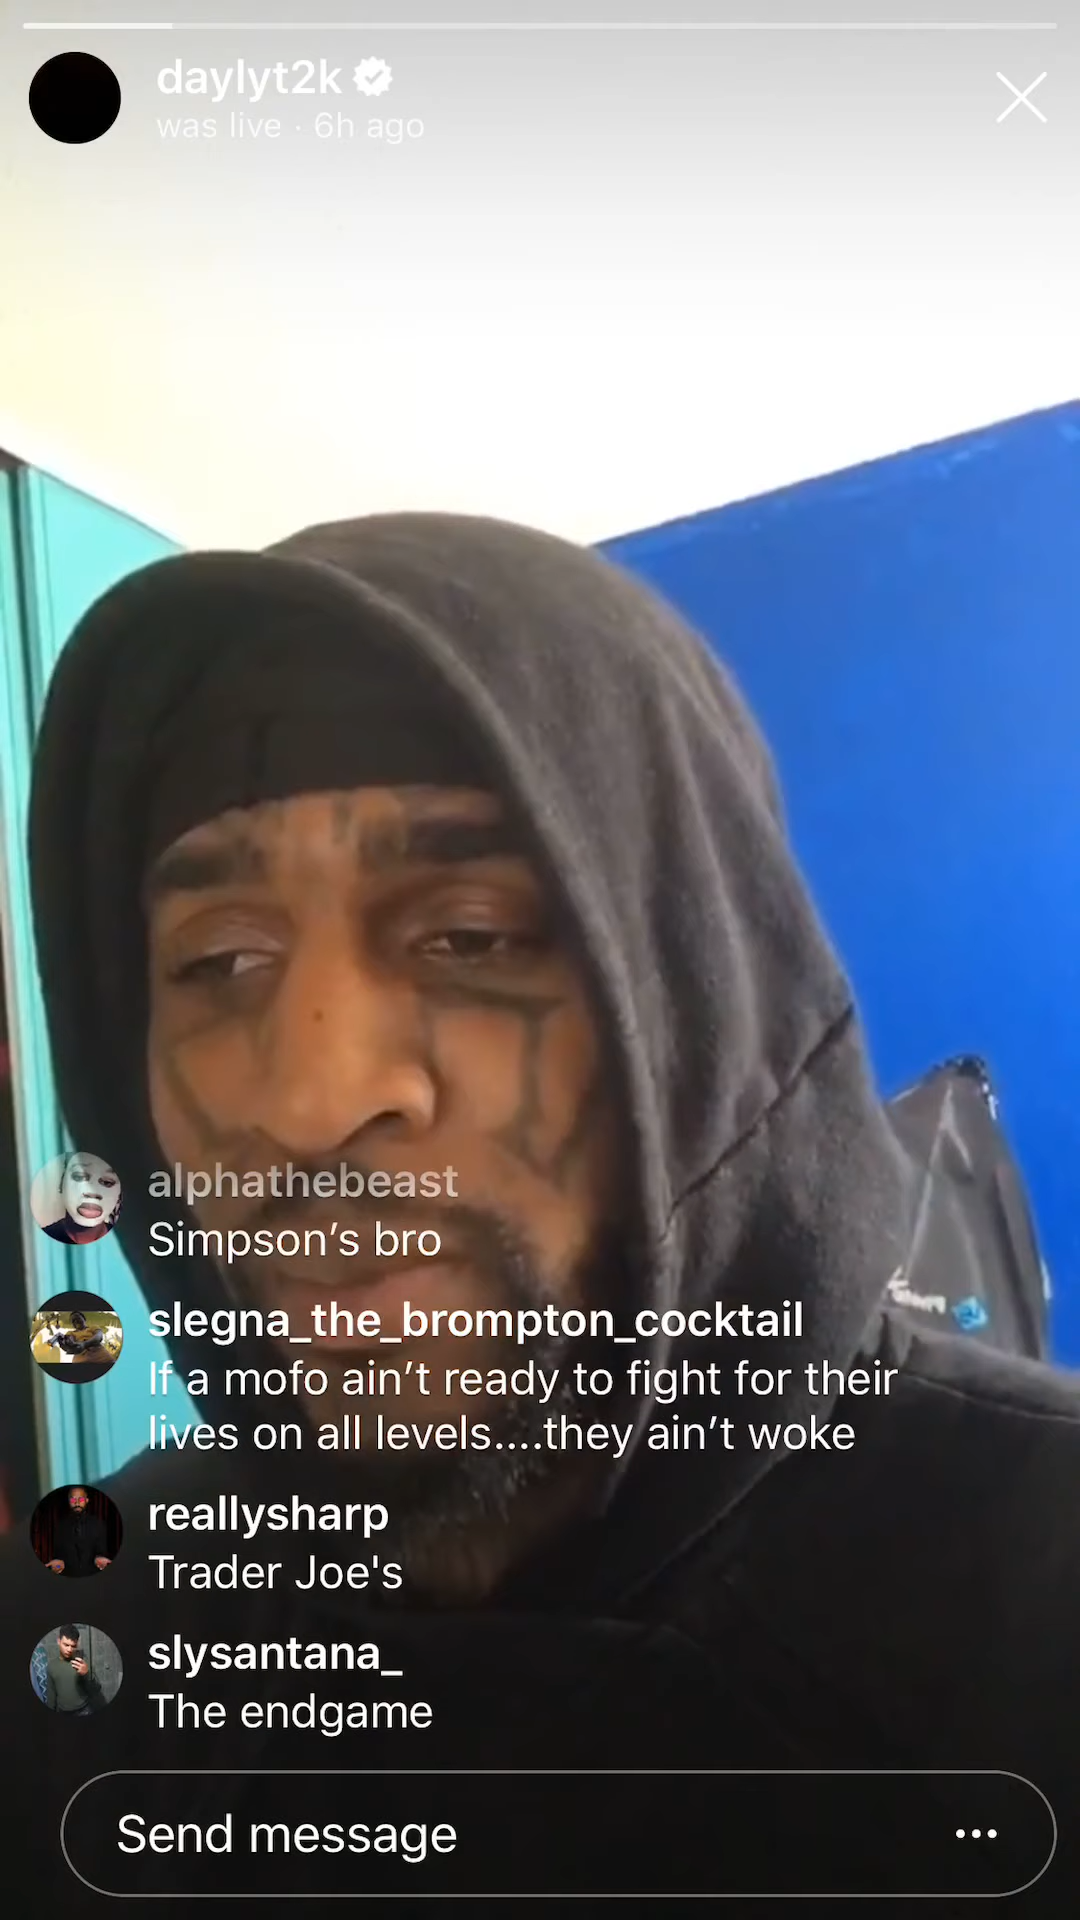 daylyt2k
was live · 6h ago
alphathebeast
Simpson’s bro
slegna_the_brompton_cocktail
If a mofo ain’t ready to fight for their
lives on all levels....they ain’t woke
reallysharp
Trader Joe's
slysantana_
The endgame
Send message